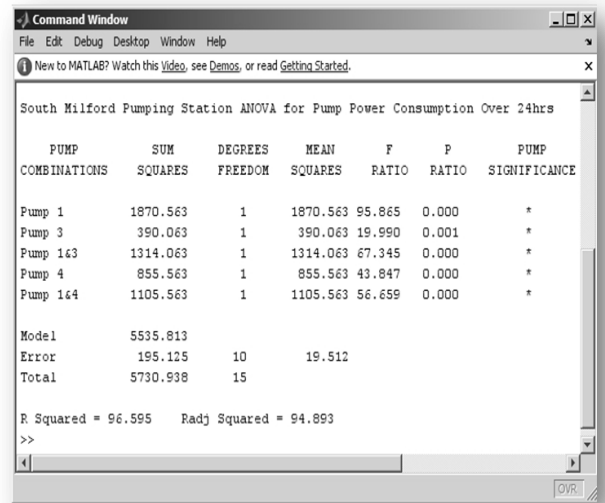 Command Window
File Edit Debug Desktop Window Help
New to MATLAB? Watch this Video, see Demos, or read Getting Started.
South Milford Pumping Station ANOVA for Pump Power Consumption Over 24hrs
PUMP SUM DEGREES MEAN F P PUMP
COMBINATIONS SQUARES FREEDOM SQUARES RATIO RATIO SIGNIFICANCE
Pump 1 1870.563 1 1870.563 95.865 0.000 *
Pump 3 390.063 1 390.063 19.990 0.001 *
Pump 1&3 1314.063 1 1314.063 67.345 0.000 *
Pump 4 855.563 1 855.563 43.847 0.000 *
Pump 1&4 1105.563 1 1105.563 56.659 0.000 *
Model 5535.813
Error 195.125 10 19.512
Total 5730.938 15
R Squared = 96.595 Radj Squared = 94.893
>>
OVR